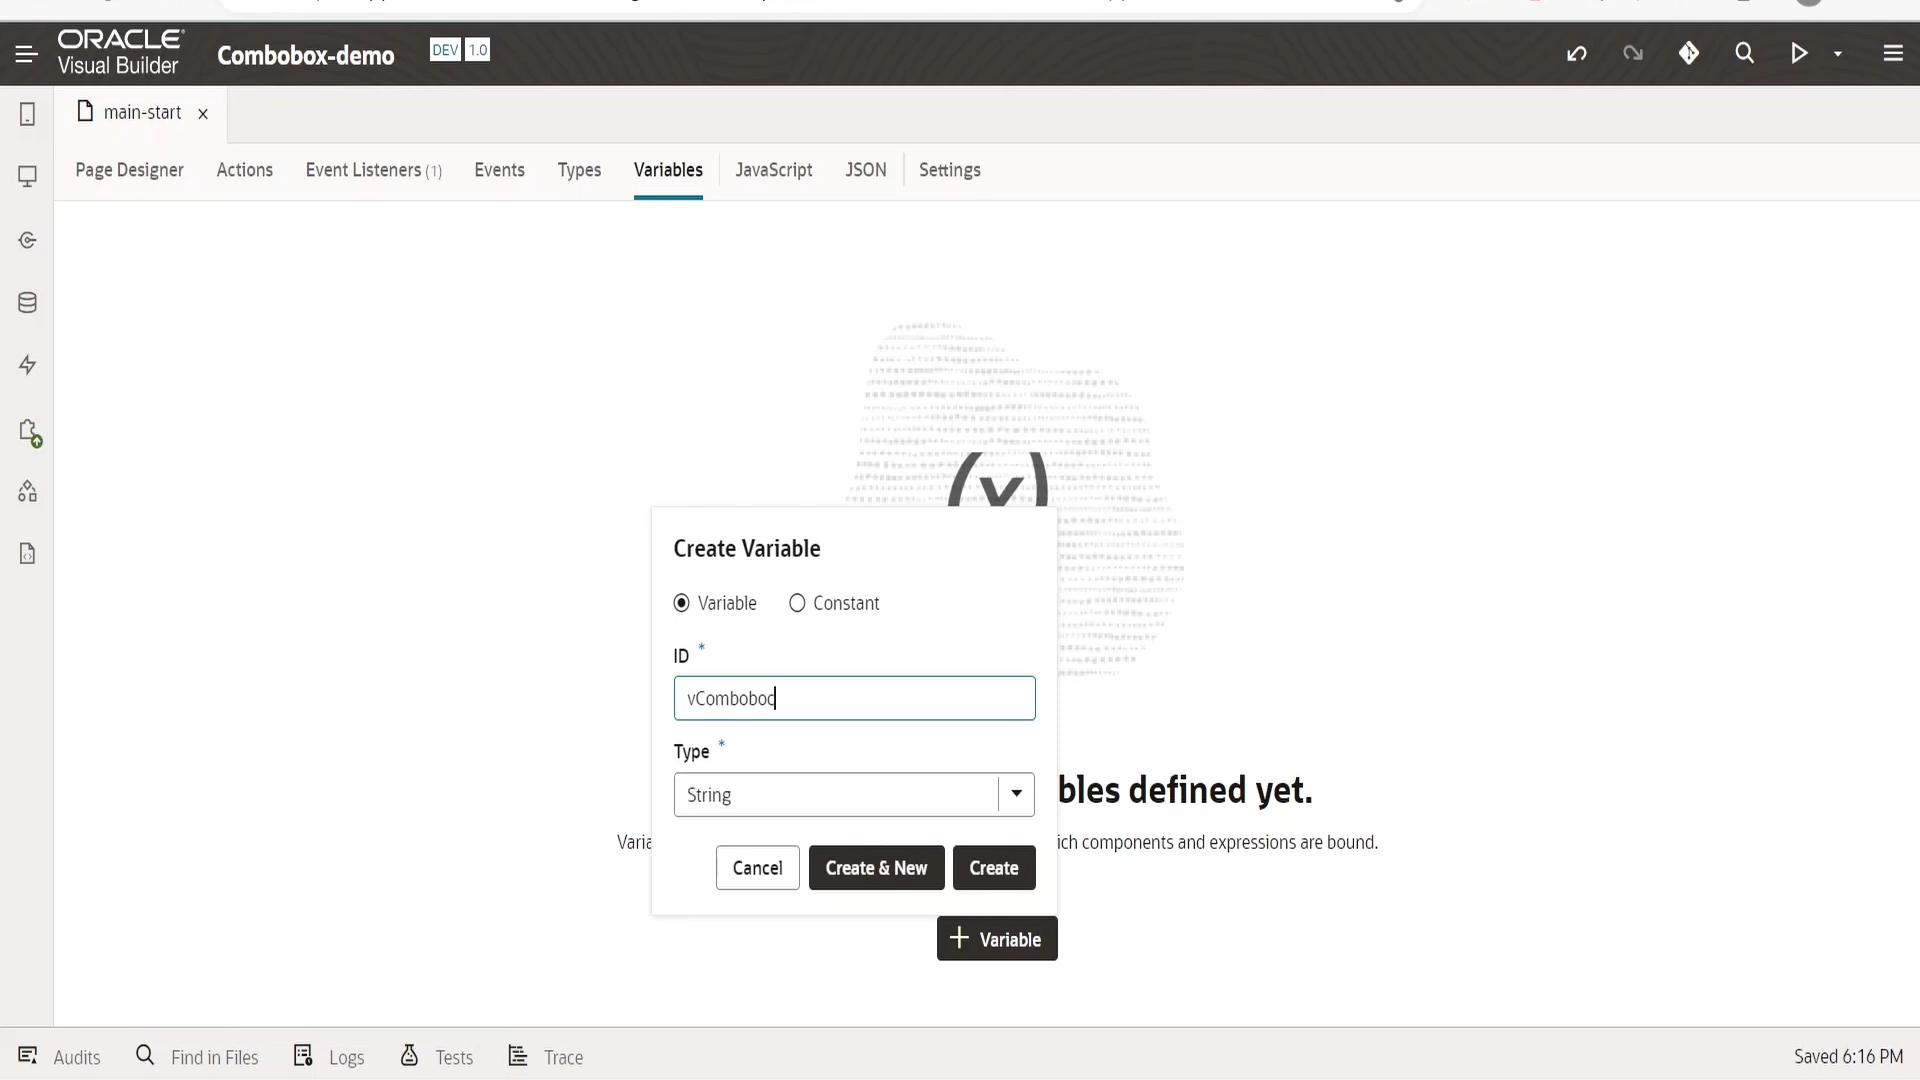 ORACLE
Visual Builder
Combobox-demo
DEV 1.0
main-start x
Page Designer Actions Event Listeners (1) Events Types Variables JavaScript JSON Settings
(v)
Create Variable
Variable Constant
ID *
vComboboc
Type *
String
bles defined yet.
Varia ich components and expressions are bound.
Cancel Create & New Create
+ Variable
Audits Find in Files Logs Tests Trace Saved 6:16 PM